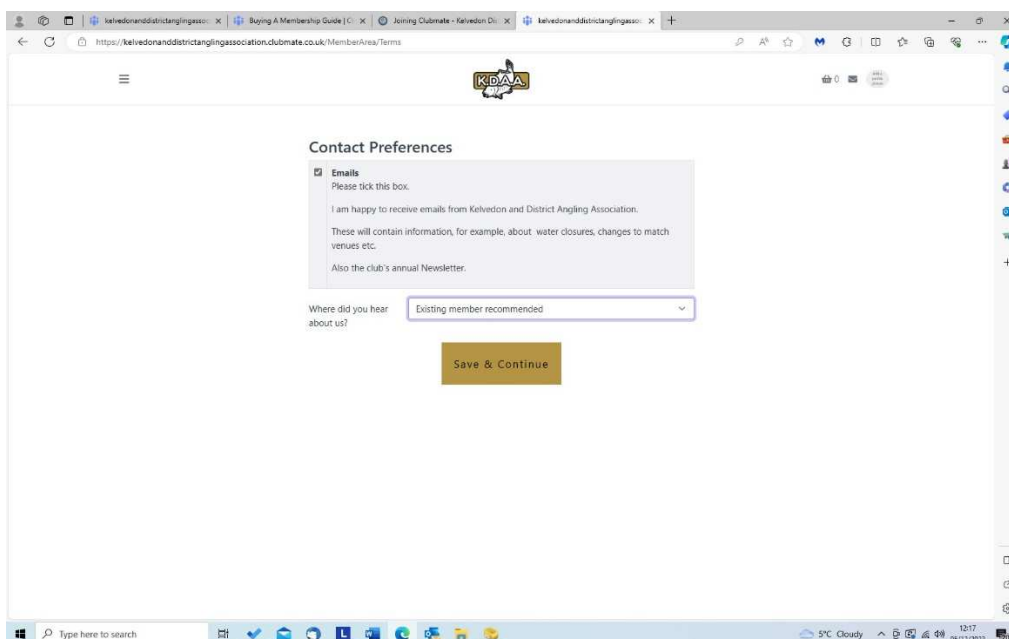 kelvedonanddistrictanglingassoc
Buying A Membership Guide | C
Joining Clubmate - Kelvedon Dis
kelvedonanddistrictanglingassoc
https://kelvedonanddistrictanglingassociation.clubmate.co.uk/MemberArea/Terms
KDAA
0
Contact Preferences
Emails
Please tick this box.
I am happy to receive emails from Kelvedon and District Angling Association.
These will contain information, for example, about water closures, changes to match
venues etc.
Also the club's annual Newsletter.
Where did you hear
about us?
Existing member recommended
Save & Continue
Type here to search
5°C Cloudy
12:17